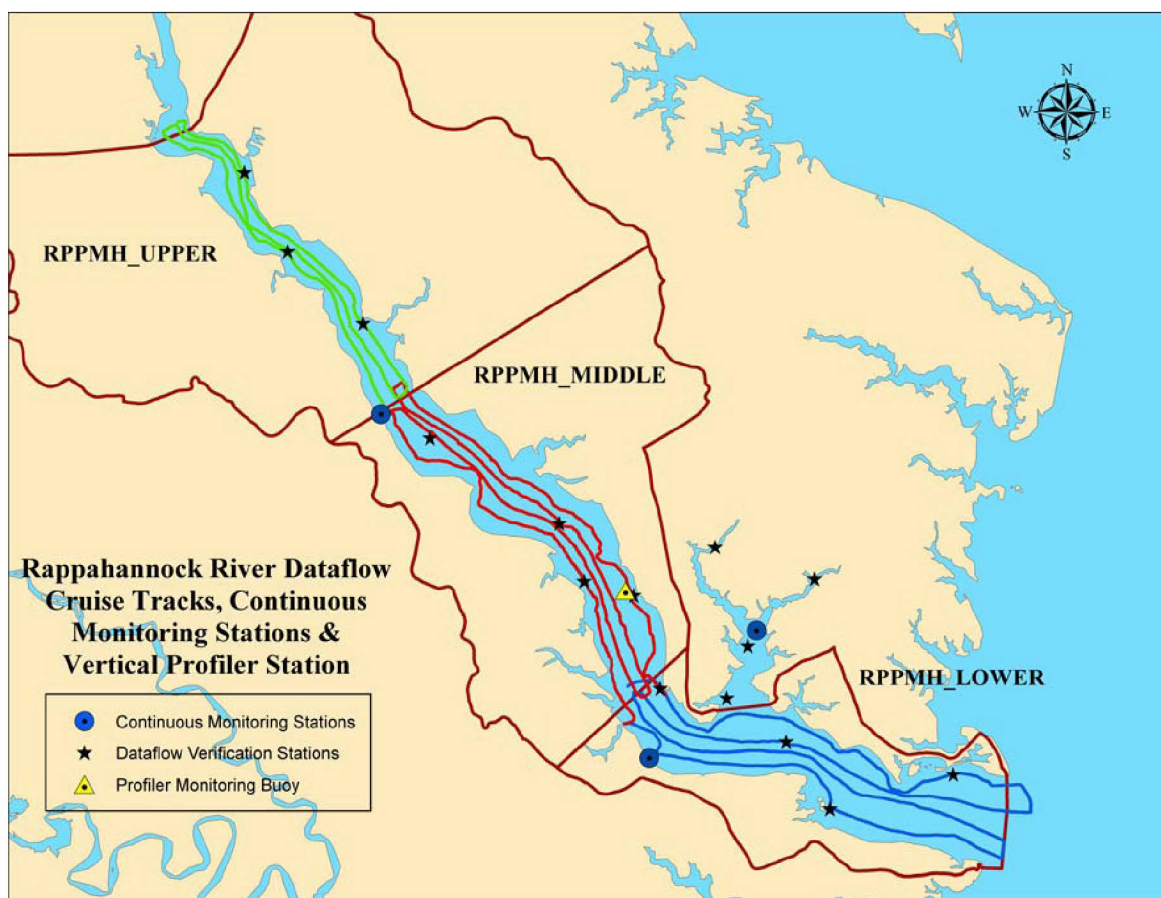 N
W E
S
RPPMH_UPPER
RPPMH_MIDDLE
Rappahannock River Dataflow
Cruise Tracks, Continuous
Monitoring Stations &
Vertical Profiler Station
RPPMH_LOWER
Continuous Monitoring Stations
Dataflow Verification Stations
Profiler Monitoring Buoy